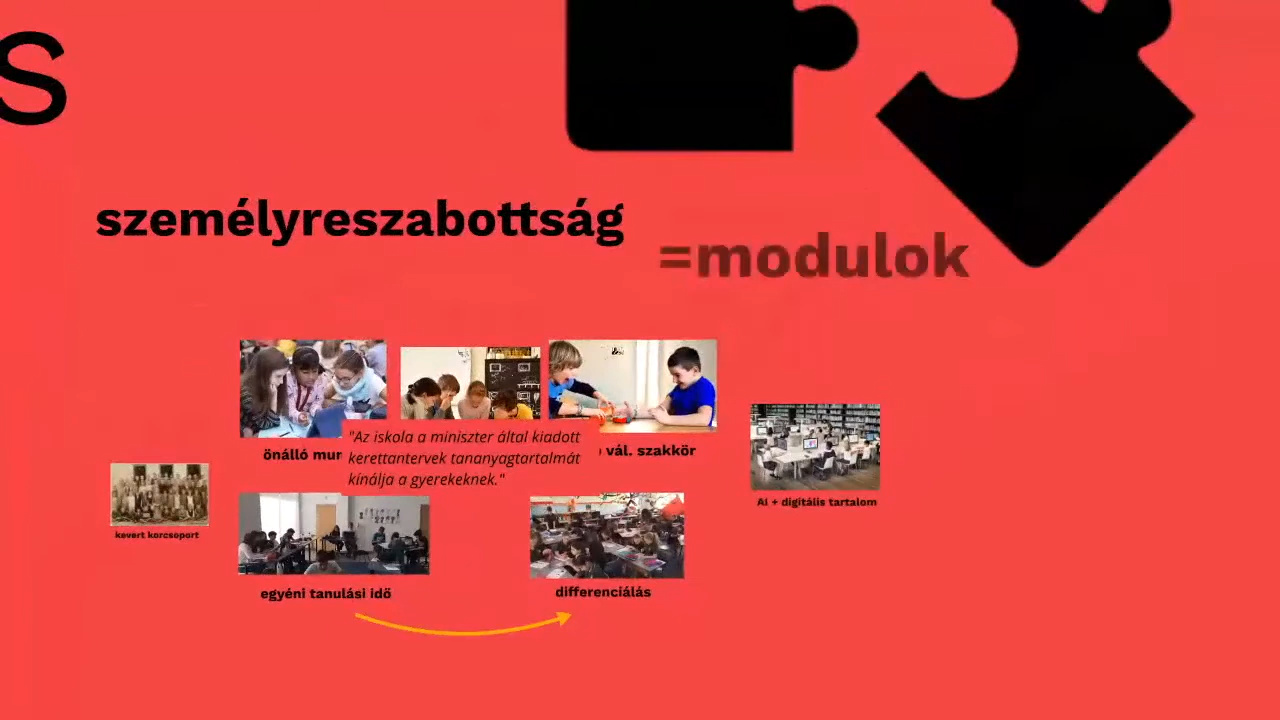 s
személyreszabottság
=modulok
önálló mun
vál. szakkör
"Az iskola a miniszter által kiadott
kerettantervek tananyagtartalmát
kínálja a gyerekeknek."
AI + digitális tartalom
kevert korcsoport
egyéni tanulási idő
differenciálás